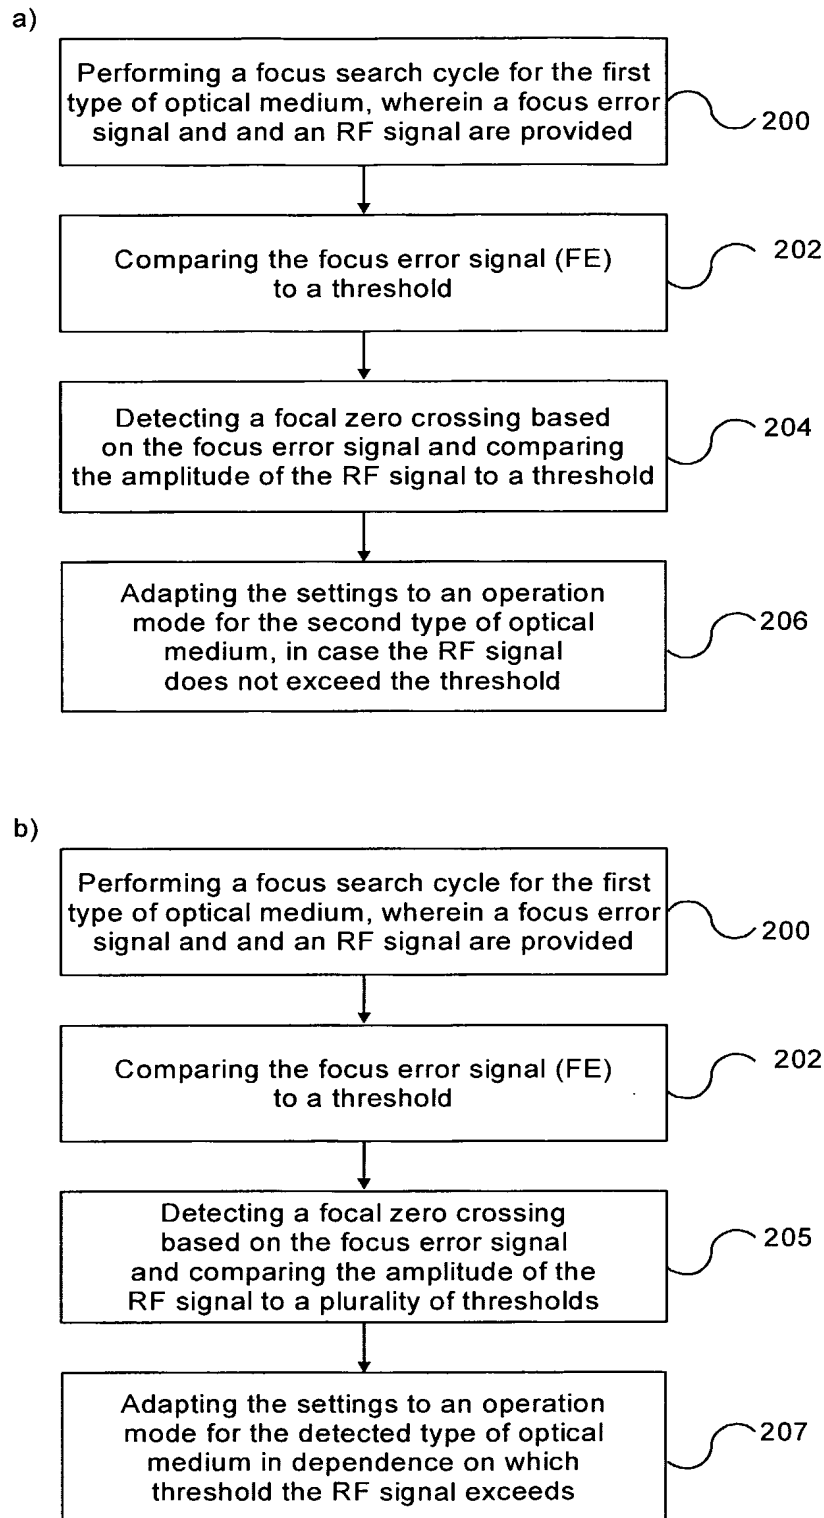 a)
Performing a focus search cycle for the first
type of optical medium, wherein a focus error
signal and and an RF signal are provided
200
Comparing the focus error signal (FE)
to a threshold
202
Detecting a focal zero crossing based
on the focus error signal and comparing
the amplitude of the RF signal to a threshold
204
Adapting the settings to an operation
mode for the second type of optical
medium, in case the RF signal
does not exceed the threshold
206
b)
Performing a focus search cycle for the first
type of optical medium, wherein a focus error
signal and and an RF signal are provided
200
Comparing the focus error signal (FE)
to a threshold
202
Detecting a focal zero crossing
based on the focus error signal
and comparing the amplitude of the
RF signal to a plurality of thresholds
205
Adapting the settings to an operation
mode for the detected type of optical
medium in dependence on which
threshold the RF signal exceeds
207